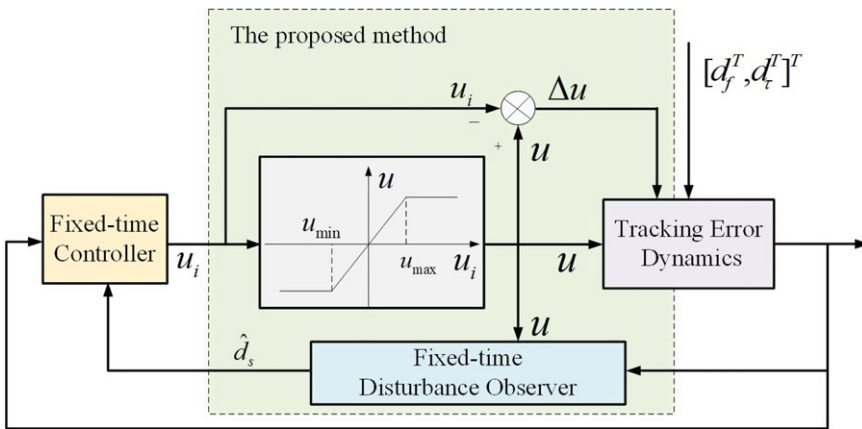 The proposed method
[d_f^T, d_τ^T]^T
u_i
−
Δu
+
u
u
u_min
u_max
u_i
Fixed-time
Controller
u_i
u
Tracking Error
Dynamics
u
d̂_s
Fixed-time
Disturbance Observer